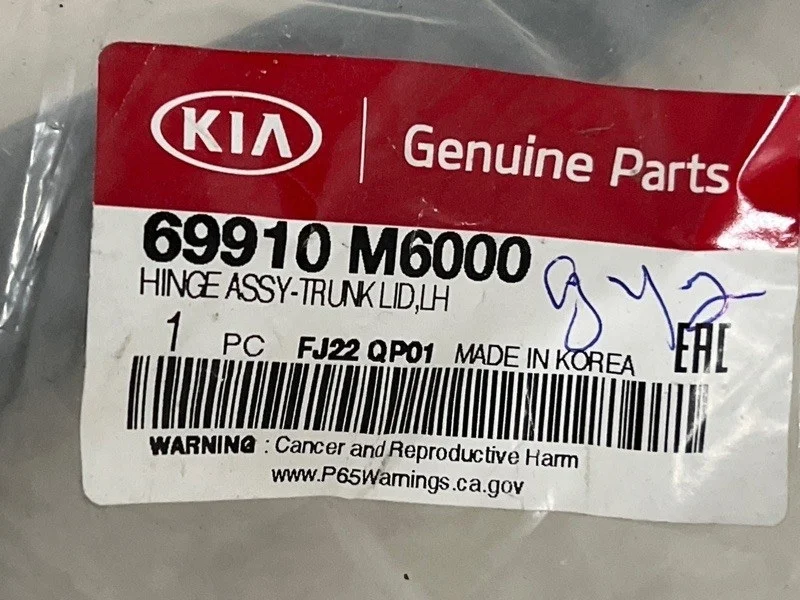 KIA Genuine Parts
69910 M6000
HINGE ASSY-TRUNK LID,LH
1 PC FJ22 QP01 MADE IN KOREA EAC
WARNING : Cancer and Reproductive Harm
www.P65Warnings.ca.gov